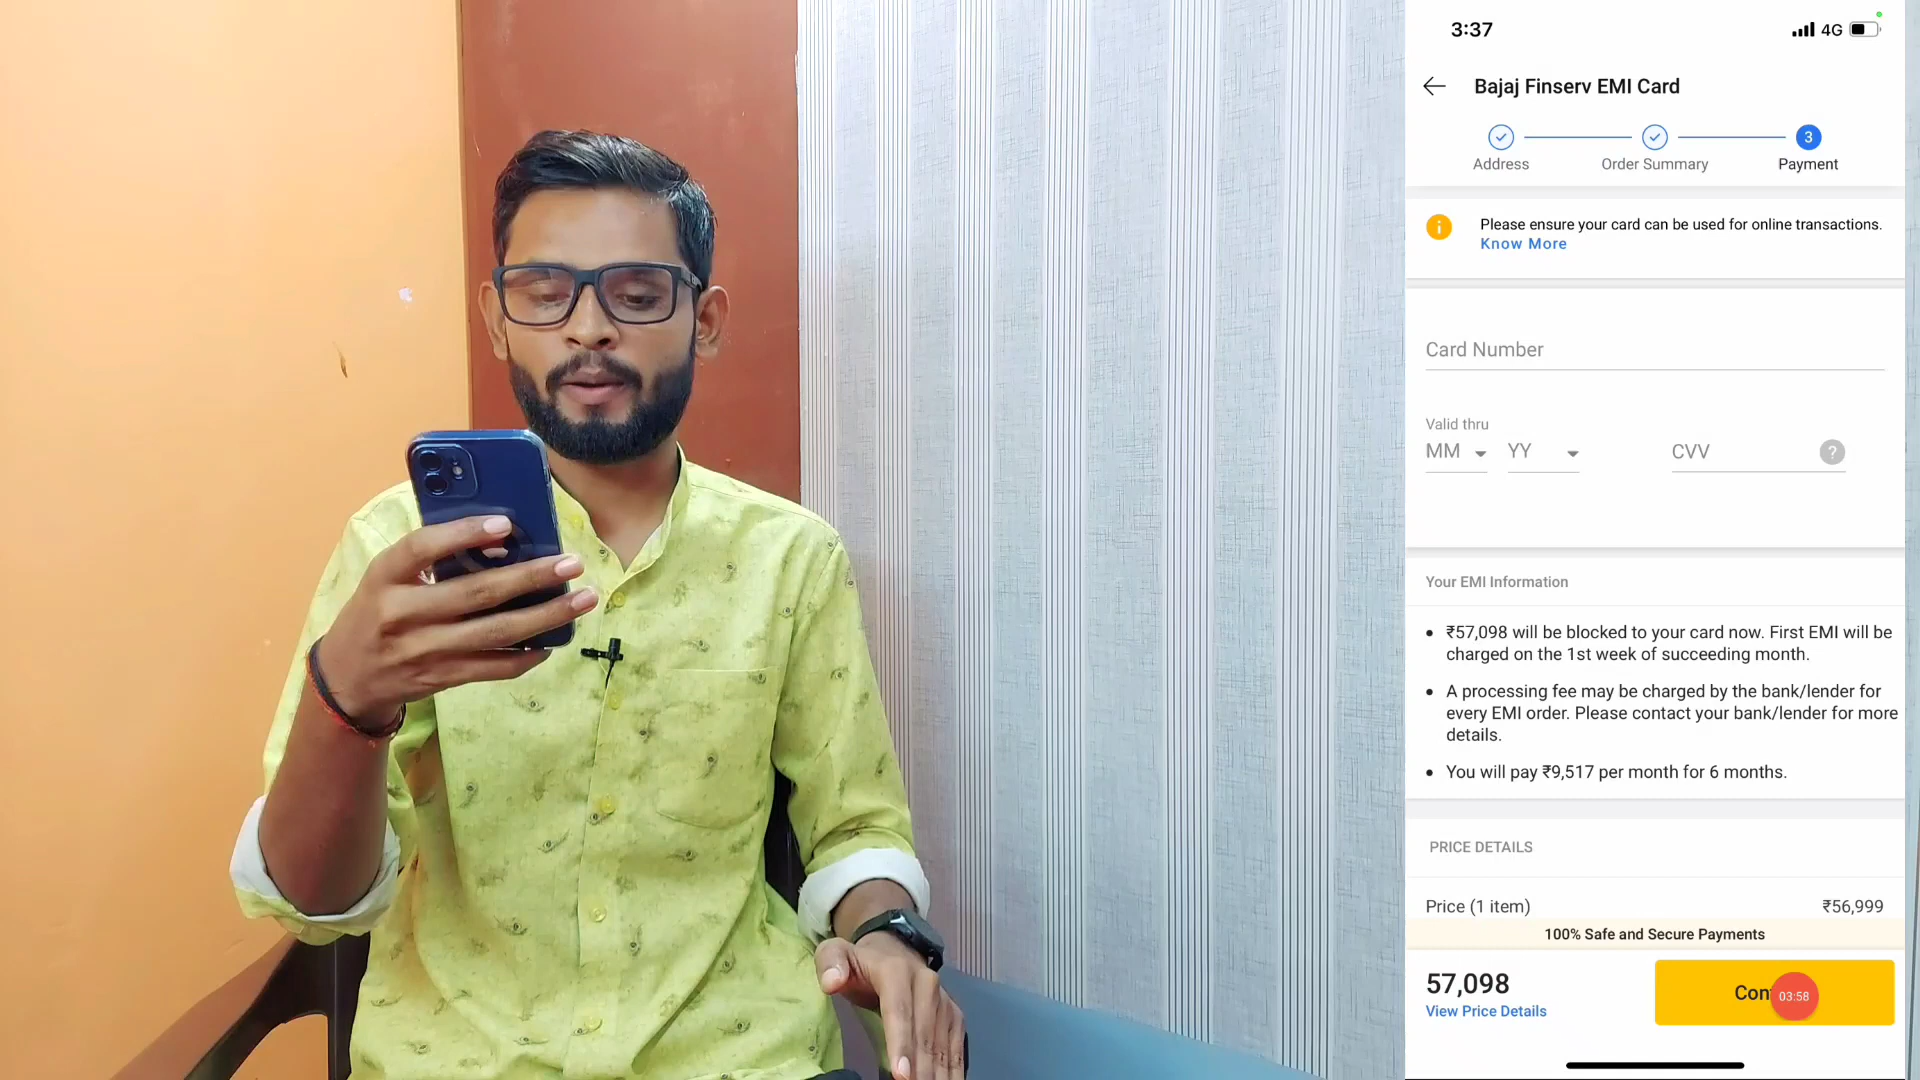 3:37
4G
Bajaj Finserv EMI Card
3
Address
Order Summary
Payment
Please ensure your card can be used for online transactions.
Know More
Card Number
Valid thru
MM
YY
CVV
?
Your EMI Information
• ₹57,098 will be blocked to your card now. First EMI will be
charged on the 1st week of succeeding month.
• A processing fee may be charged by the bank/lender for
every EMI order. Please contact your bank/lender for more
details.
• You will pay ₹9,517 per month for 6 months.
PRICE DETAILS
Price (1 item)
₹56,999
100% Safe and Secure Payments
57,098
View Price Details
03:58